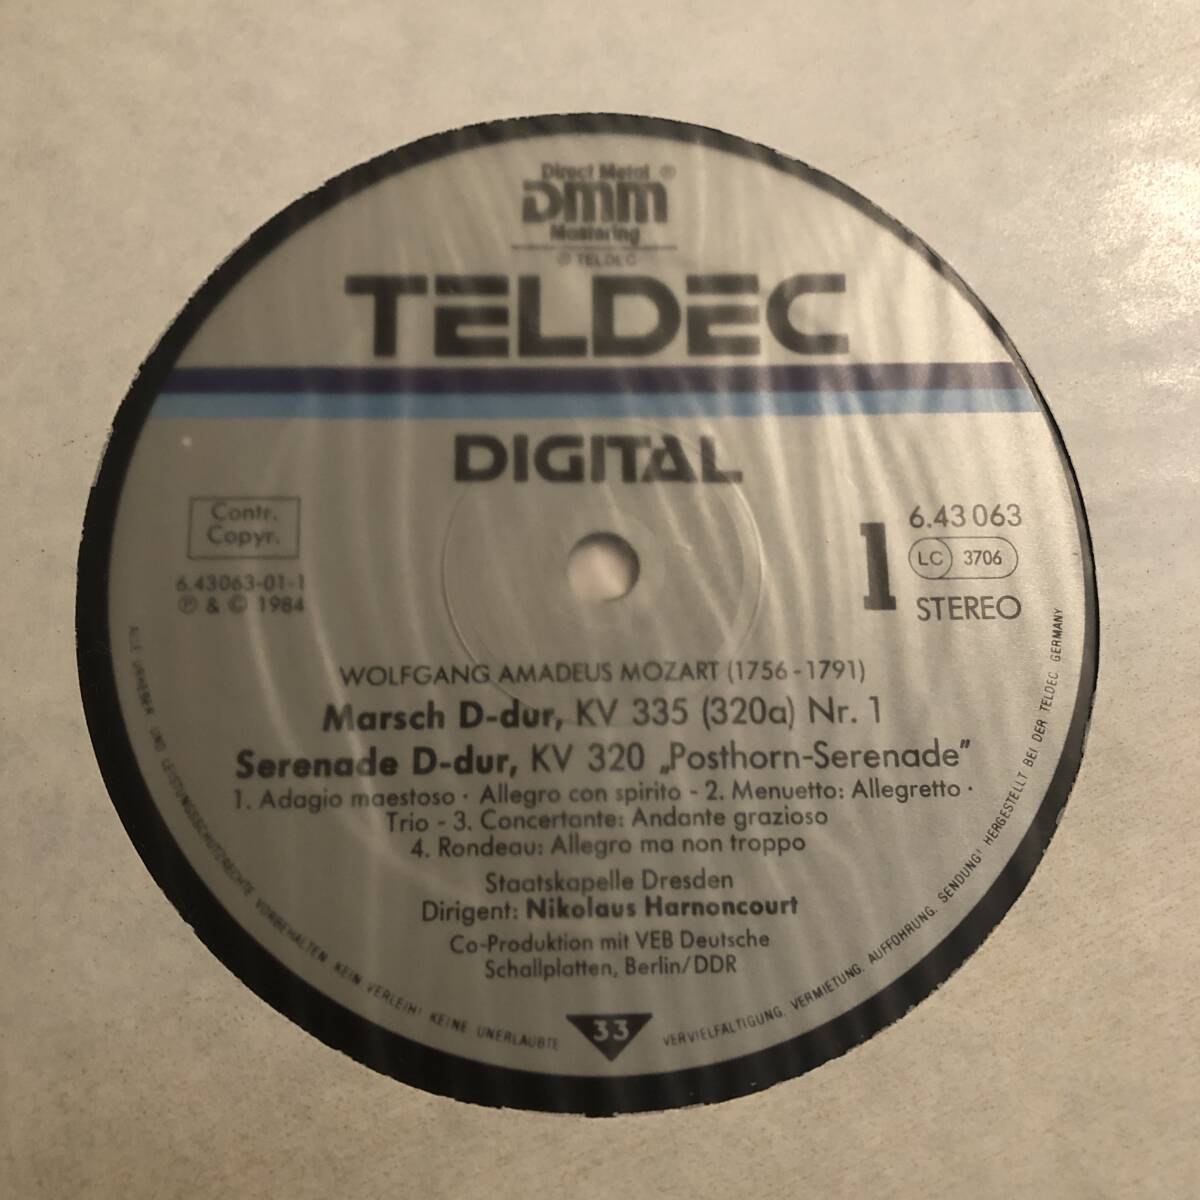 Direct Metal ®
DMM
Mastering
℗ TELDEC
TELDEC
DIGITAL
Contr.
Copyr.
6.43063-01-1
℗ & © 1984
1
6.43 063
LC 3706
STEREO
WOLFGANG AMADEUS MOZART (1756 - 1791)
Marsch D-dur, KV 335 (320a) Nr. 1
Serenade D-dur, KV 320 „Posthorn-Serenade”
1. Adagio maestoso · Allegro con spirito - 2. Menuetto: Allegretto ·
Trio - 3. Concertante: Andante grazioso
4. Rondeau: Allegro ma non troppo
Staatskapelle Dresden
Dirigent: Nikolaus Harnoncourt
Co-Produktion mit VEB Deutsche
Schallplatten, Berlin/DDR
33
ALLE URHEBER UND LEISTUNGSSCHUTZRECHTE VORBEHALTEN. KEIN VERLEIH! KEINE UNERLAUBTE VERVIELFÄLTIGUNG, VERMIETUNG, AUFFÜHRUNG, SENDUNG! HERGESTELLT BEI DER TELDEC GERMANY